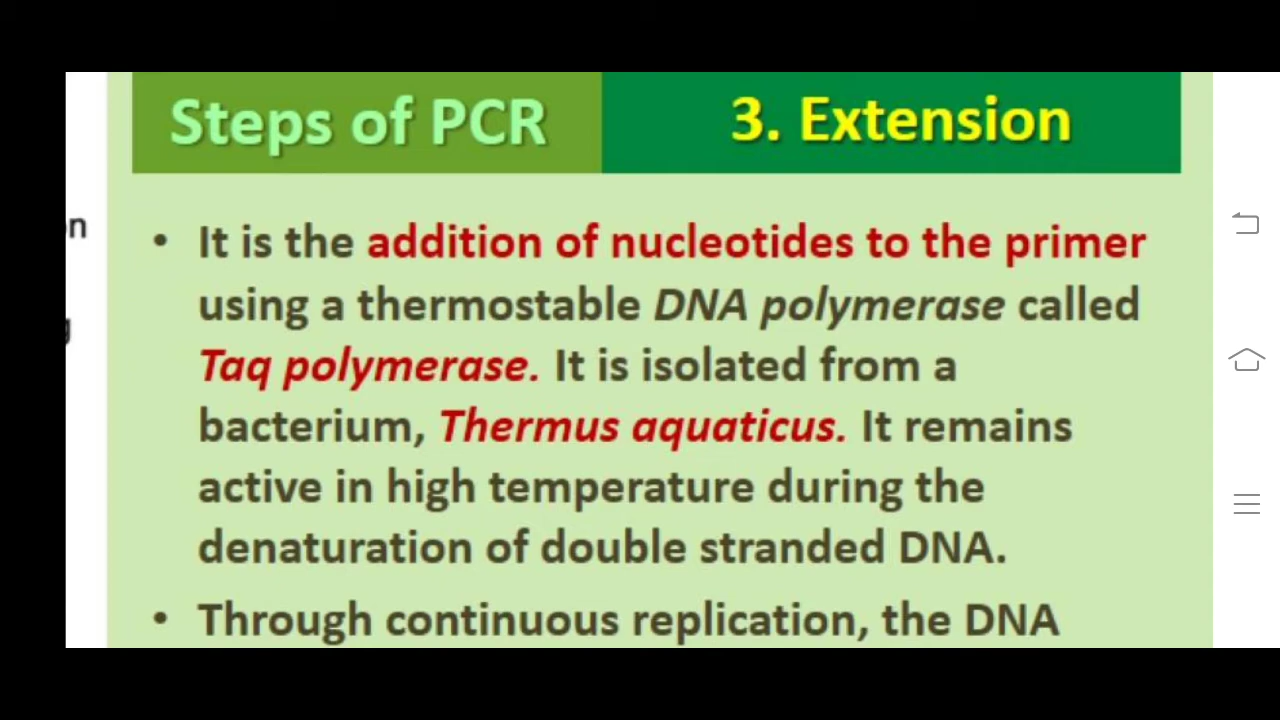 Steps of PCR
3. Extension
• It is the addition of nucleotides to the primer
using a thermostable DNA polymerase called
Taq polymerase. It is isolated from a
bacterium, Thermus aquaticus. It remains
active in high temperature during the
denaturation of double stranded DNA.
• Through continuous replication, the DNA